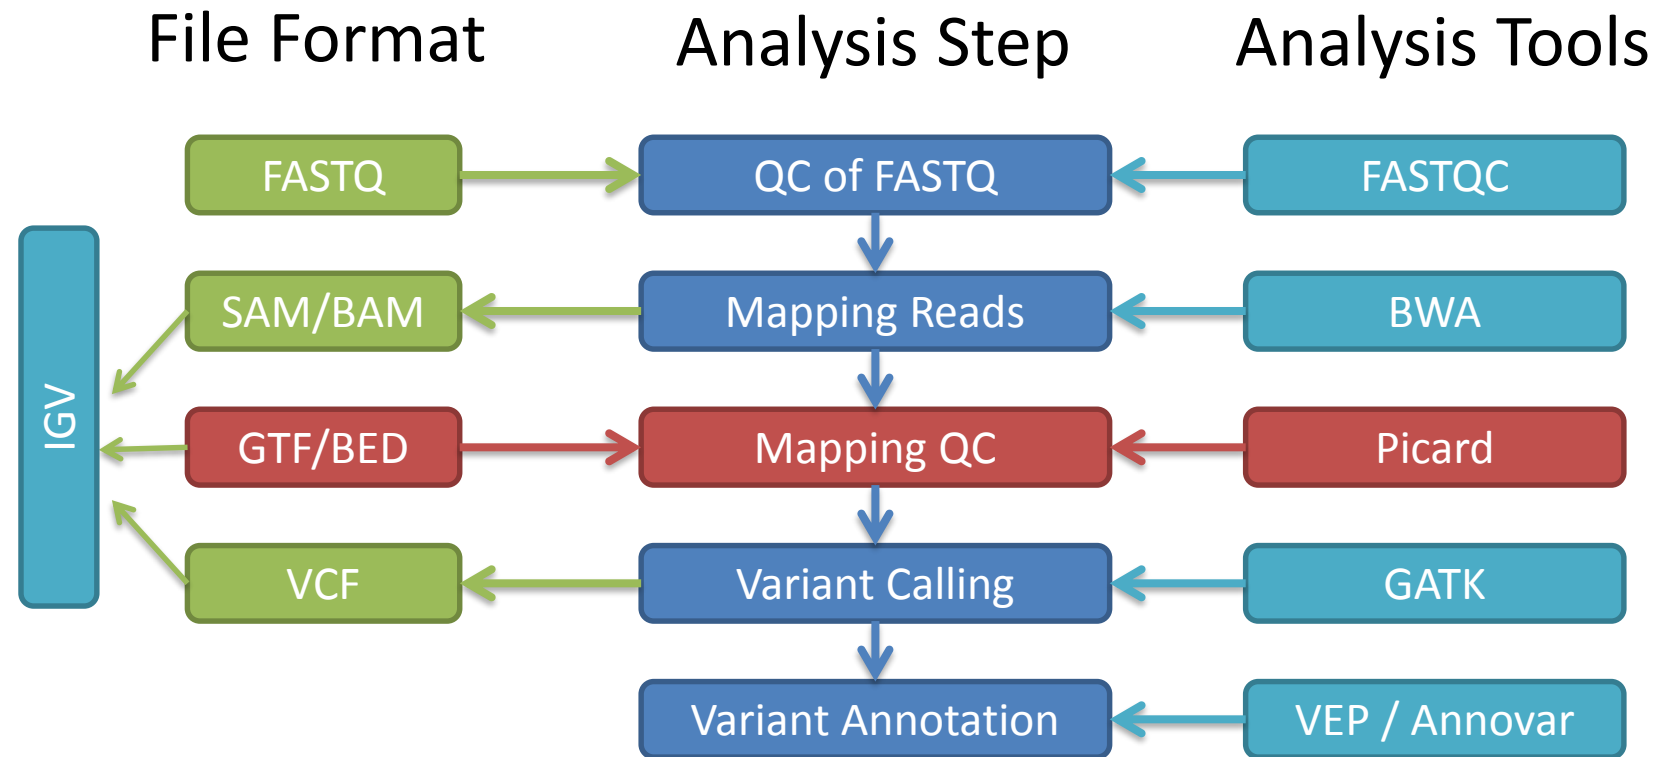 File Format
Analysis Step
Analysis Tools
FASTQ
QC of FASTQ
FASTQC
IGV
SAM/BAM
Mapping Reads
BWA
GTF/BED
Mapping QC
Picard
VCF
Variant Calling
GATK
Variant Annotation
VEP / Annovar